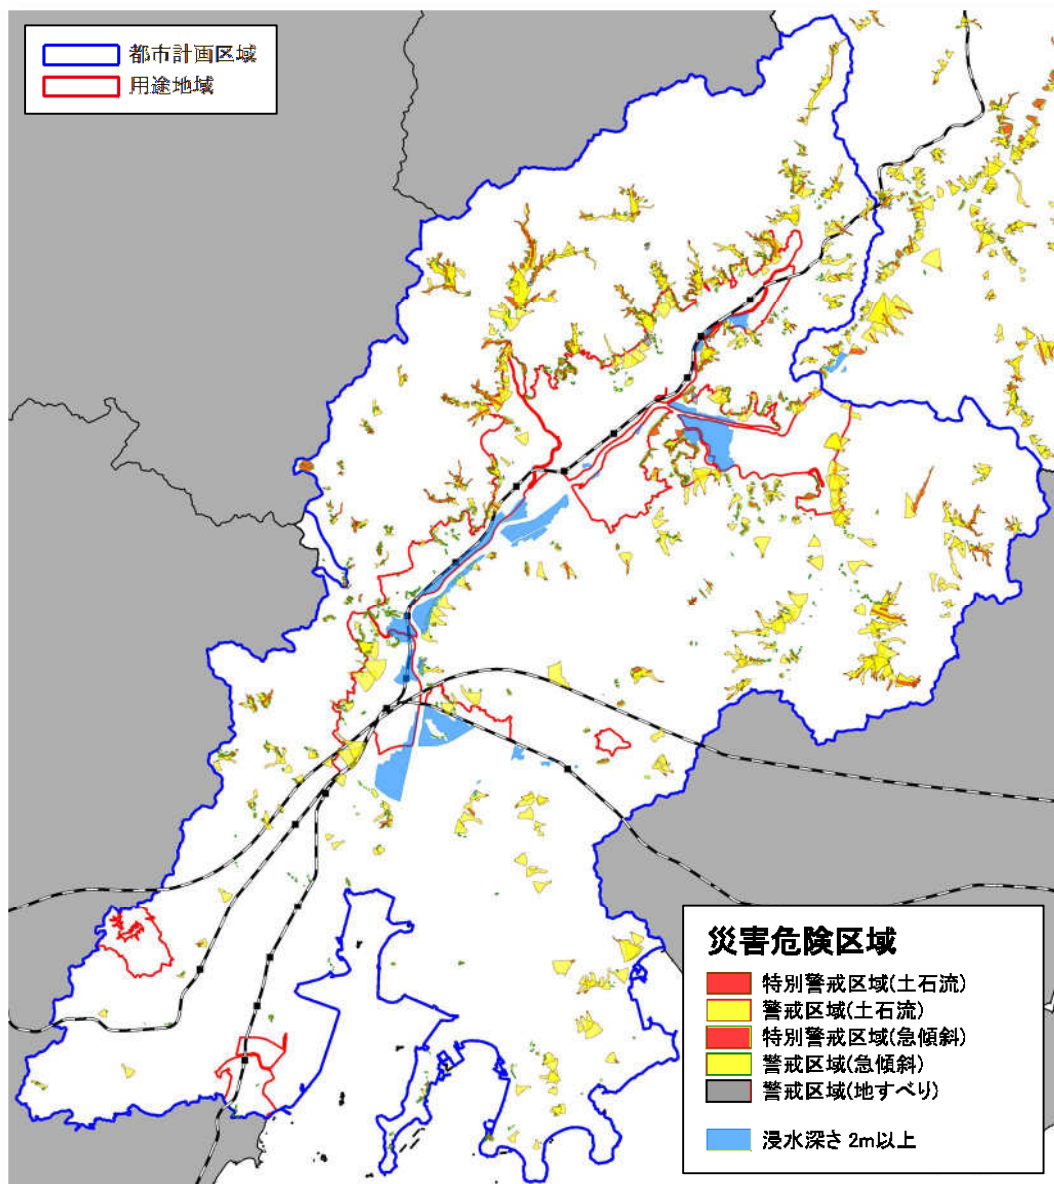 都市計画区域
用途地域
災害危険区域
特別警戒区域(土石流)
警戒区域(土石流)
特別警戒区域(急傾斜)
警戒区域(急傾斜)
警戒区域(地すべり)
浸水深さ 2m以上